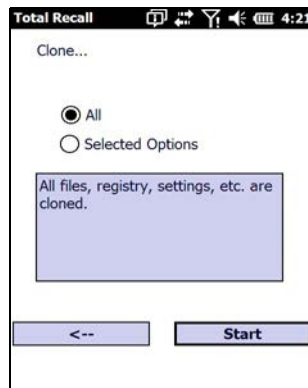 Total Recall 4:21
Clone...
All
Selected Options
All files, registry, settings, etc. are
cloned.
<-- Start